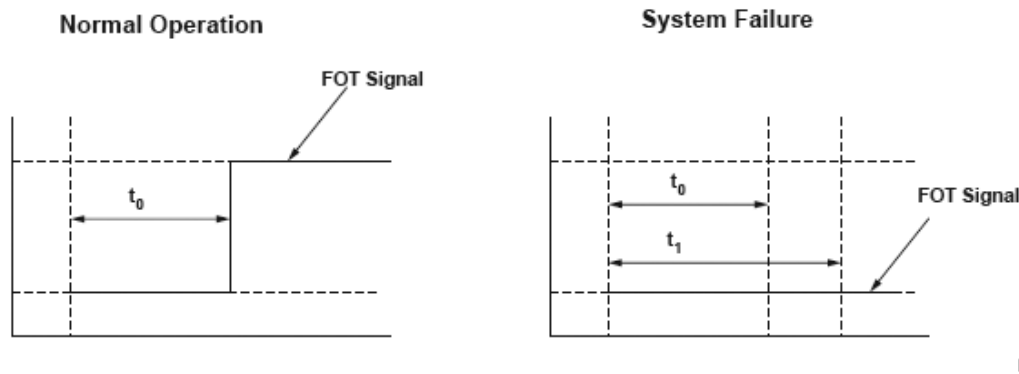 Normal Operation
FOT Signal
t0
System Failure
t0
t1
FOT Signal